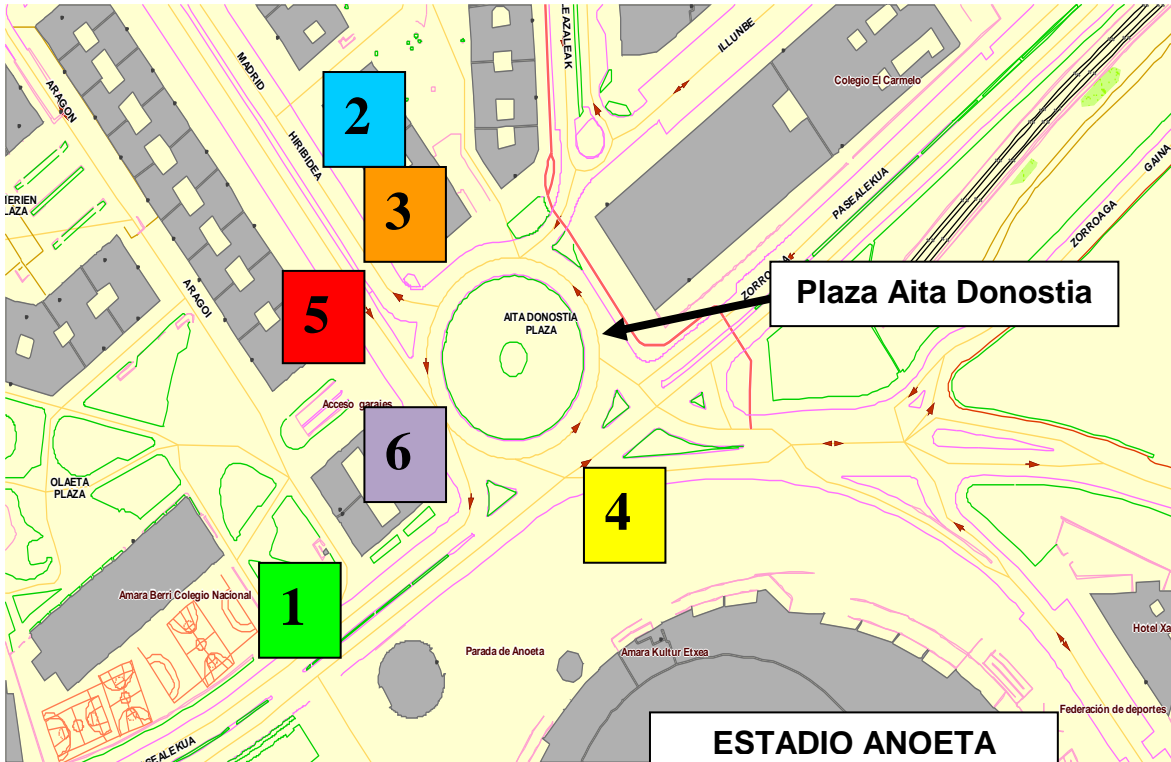 MADRID
HIRIBIDEA
ARAGON
LEAZALEAK
ILLUNBE
Colegio El Carmelo
2
3
PASEALEKUA
GAINA
ZORROAGA
IERIEN
LAZA
ARAGOI
5
AITA DONOSTIA
PLAZA
Plaza Aita Donostia
Acceso garajes
6
OLAETA
PLAZA
4
Amara Berri Colegio Nacional
1
Parada de Anoeta
Amara Kultur Etxea
Hotel Xa
Federación de deportes
SEALEKUA
ESTADIO ANOETA